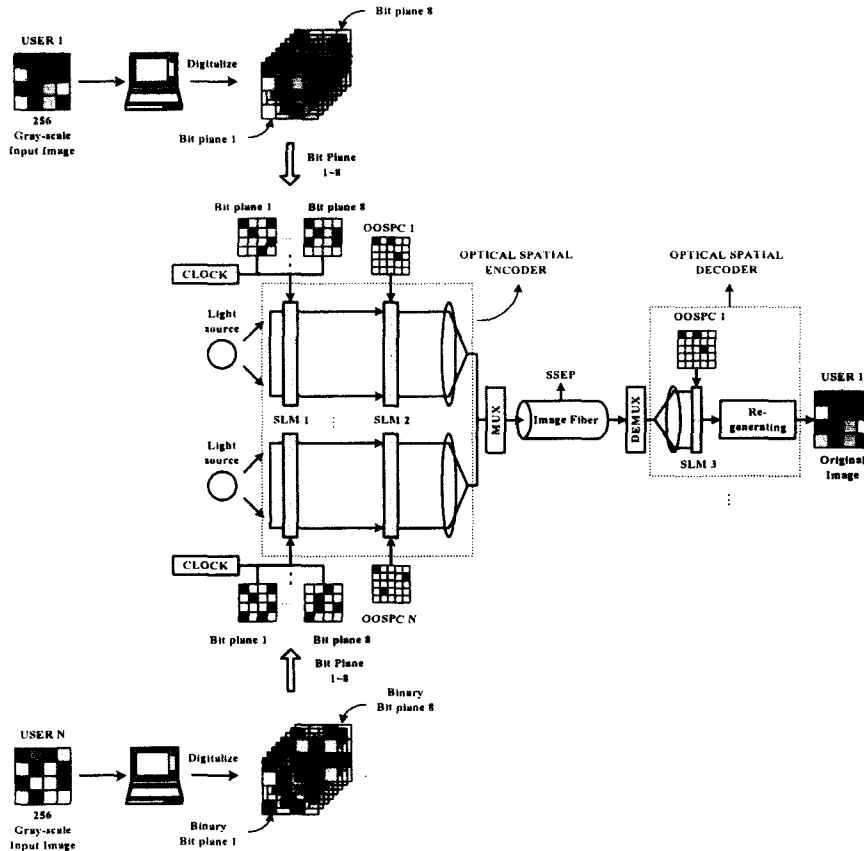 Bit plane 8
USER 1
Digitalize
256
Gray-scale
Input Image
Bit plane 1
Bit Plane
1~8
Bit plane 1
Bit plane 8
OOSPC 1
CLOCK
OPTICAL SPATIAL
ENCODER
OPTICAL SPATIAL
DECODER
Light
source
OOSPC 1
SSEP
USER 1
SLM 1
SLM 2
MUX
Image Fiber
DEMUX
Re-
generating
SLM 3
Original
Image
Light
source
CLOCK
OOSPC N
Bit plane 1
Bit plane 8
Bit Plane
1~8
Binary
Bit plane 8
USER N
Digitalize
256
Gray-scale
Input Image
Binary
Bit plane 1